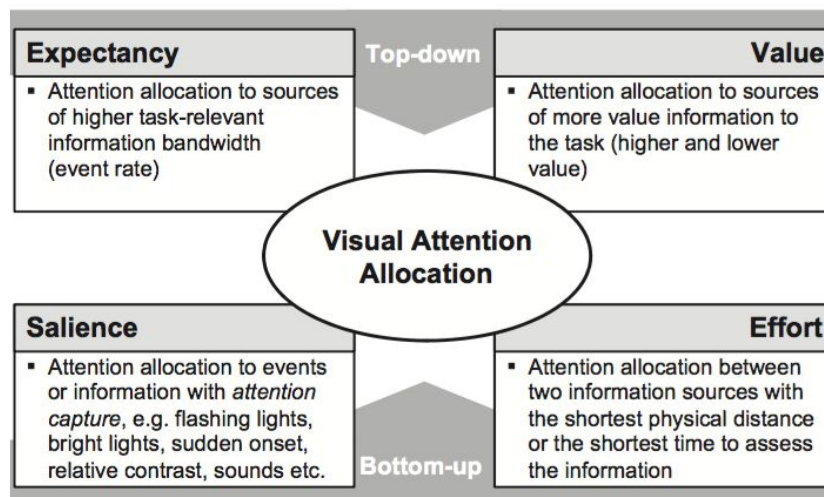 Expectancy
▪ Attention allocation to sources
of higher task-relevant
information bandwidth
(event rate)
Top-down
Value
▪ Attention allocation to sources
of more value information to
the task (higher and lower
value)
Visual Attention
Allocation
Salience
▪ Attention allocation to events
or information with attention
capture, e.g. flashing lights,
bright lights, sudden onset,
relative contrast, sounds etc.
Bottom-up
Effort
▪ Attention allocation between
two information sources with
the shortest physical distance
or the shortest time to assess
the information